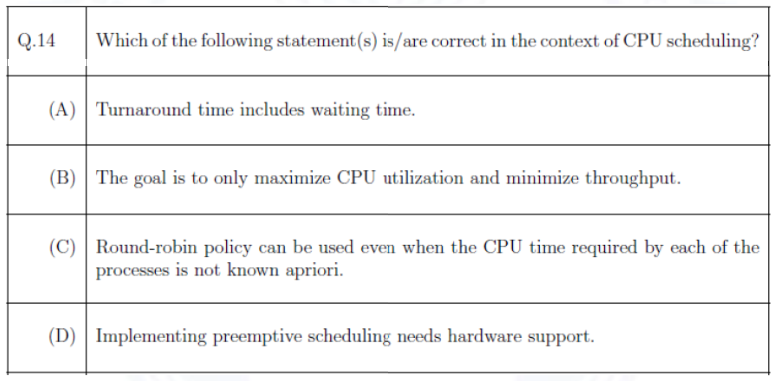 Q.14 Which of the following statement(s) is/are correct in the context of CPU scheduling?
(A) Turnaround time includes waiting time.
(B) The goal is to only maximize CPU utilization and minimize throughput.
(C) Round-robin policy can be used even when the CPU time required by each of the
processes is not known apriori.
(D) Implementing preemptive scheduling needs hardware support.